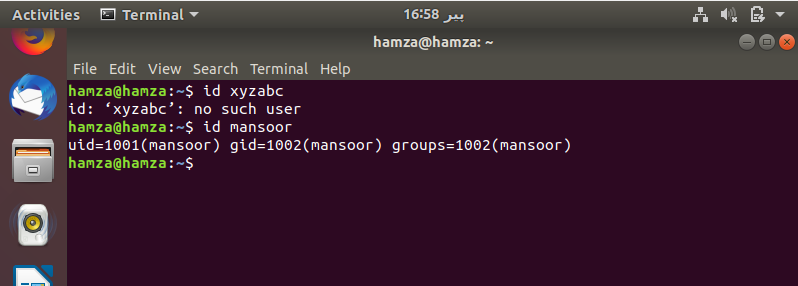 Activities Terminal 16:58 پیر
hamza@hamza: ~
File Edit View Search Terminal Help
hamza@hamza:~$ id xyzabc
id: ‘xyzabc’: no such user
hamza@hamza:~$ id mansoor
uid=1001(mansoor) gid=1002(mansoor) groups=1002(mansoor)
hamza@hamza:~$